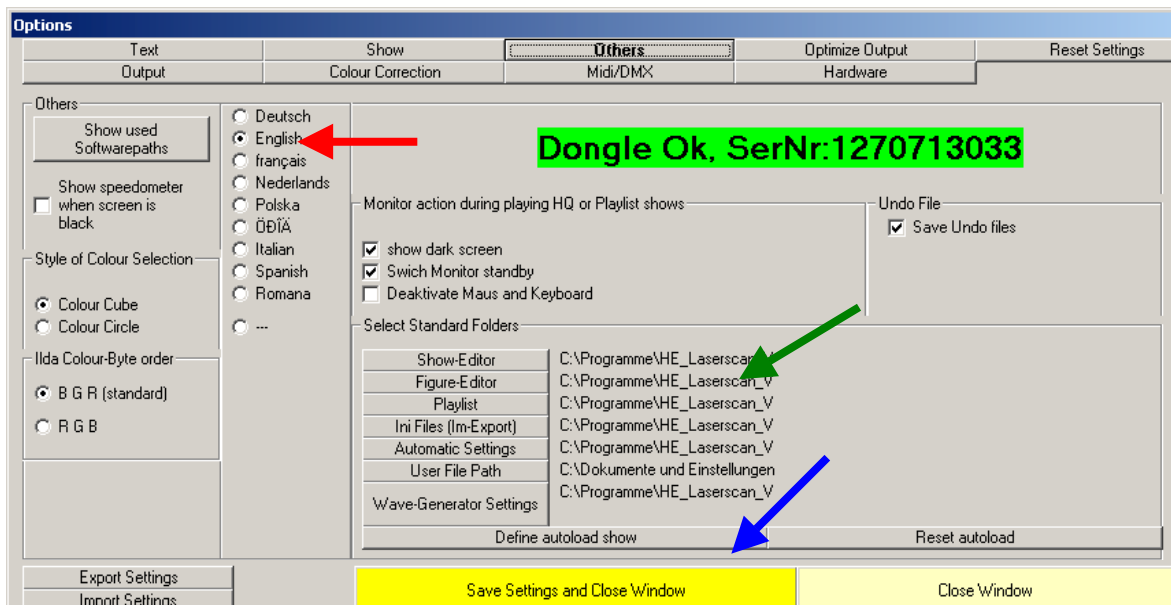 Options
Text
Show
Others
Optimize Output
Reset Settings
Output
Colour Correction
Midi/DMX
Hardware
Others
Show used
Softwarepaths
Show speedometer
when screen is
black
Style of Colour Selection
Colour Cube
Colour Circle
Ilda Colour-Byte order
B G R (standard)
R G B
Deutsch
English
français
Nederlands
Polska
ÖÐÎÄ
Italian
Spanish
Romana
---
Dongle Ok, SerNr:1270713033
Monitor action during playing HQ or Playlist shows
show dark screen
Swich Monitor standby
Deaktivate Maus and Keyboard
Undo File
Save Undo files
Select Standard Folders
Show-Editor C:\Programme\HE_Laserscan_V
Figure-Editor C:\Programme\HE_Laserscan_V
Playlist C:\Programme\HE_Laserscan_V
Ini Files (Im-Export) C:\Programme\HE_Laserscan_V
Automatic Settings C:\Programme\HE_Laserscan_V
User File Path C:\Dokumente und Einstellungen
Wave-Generator Settings C:\Programme\HE_Laserscan_V
Define autoload show
Reset autoload
Export Settings
Import Settings
Save Settings and Close Window
Close Window